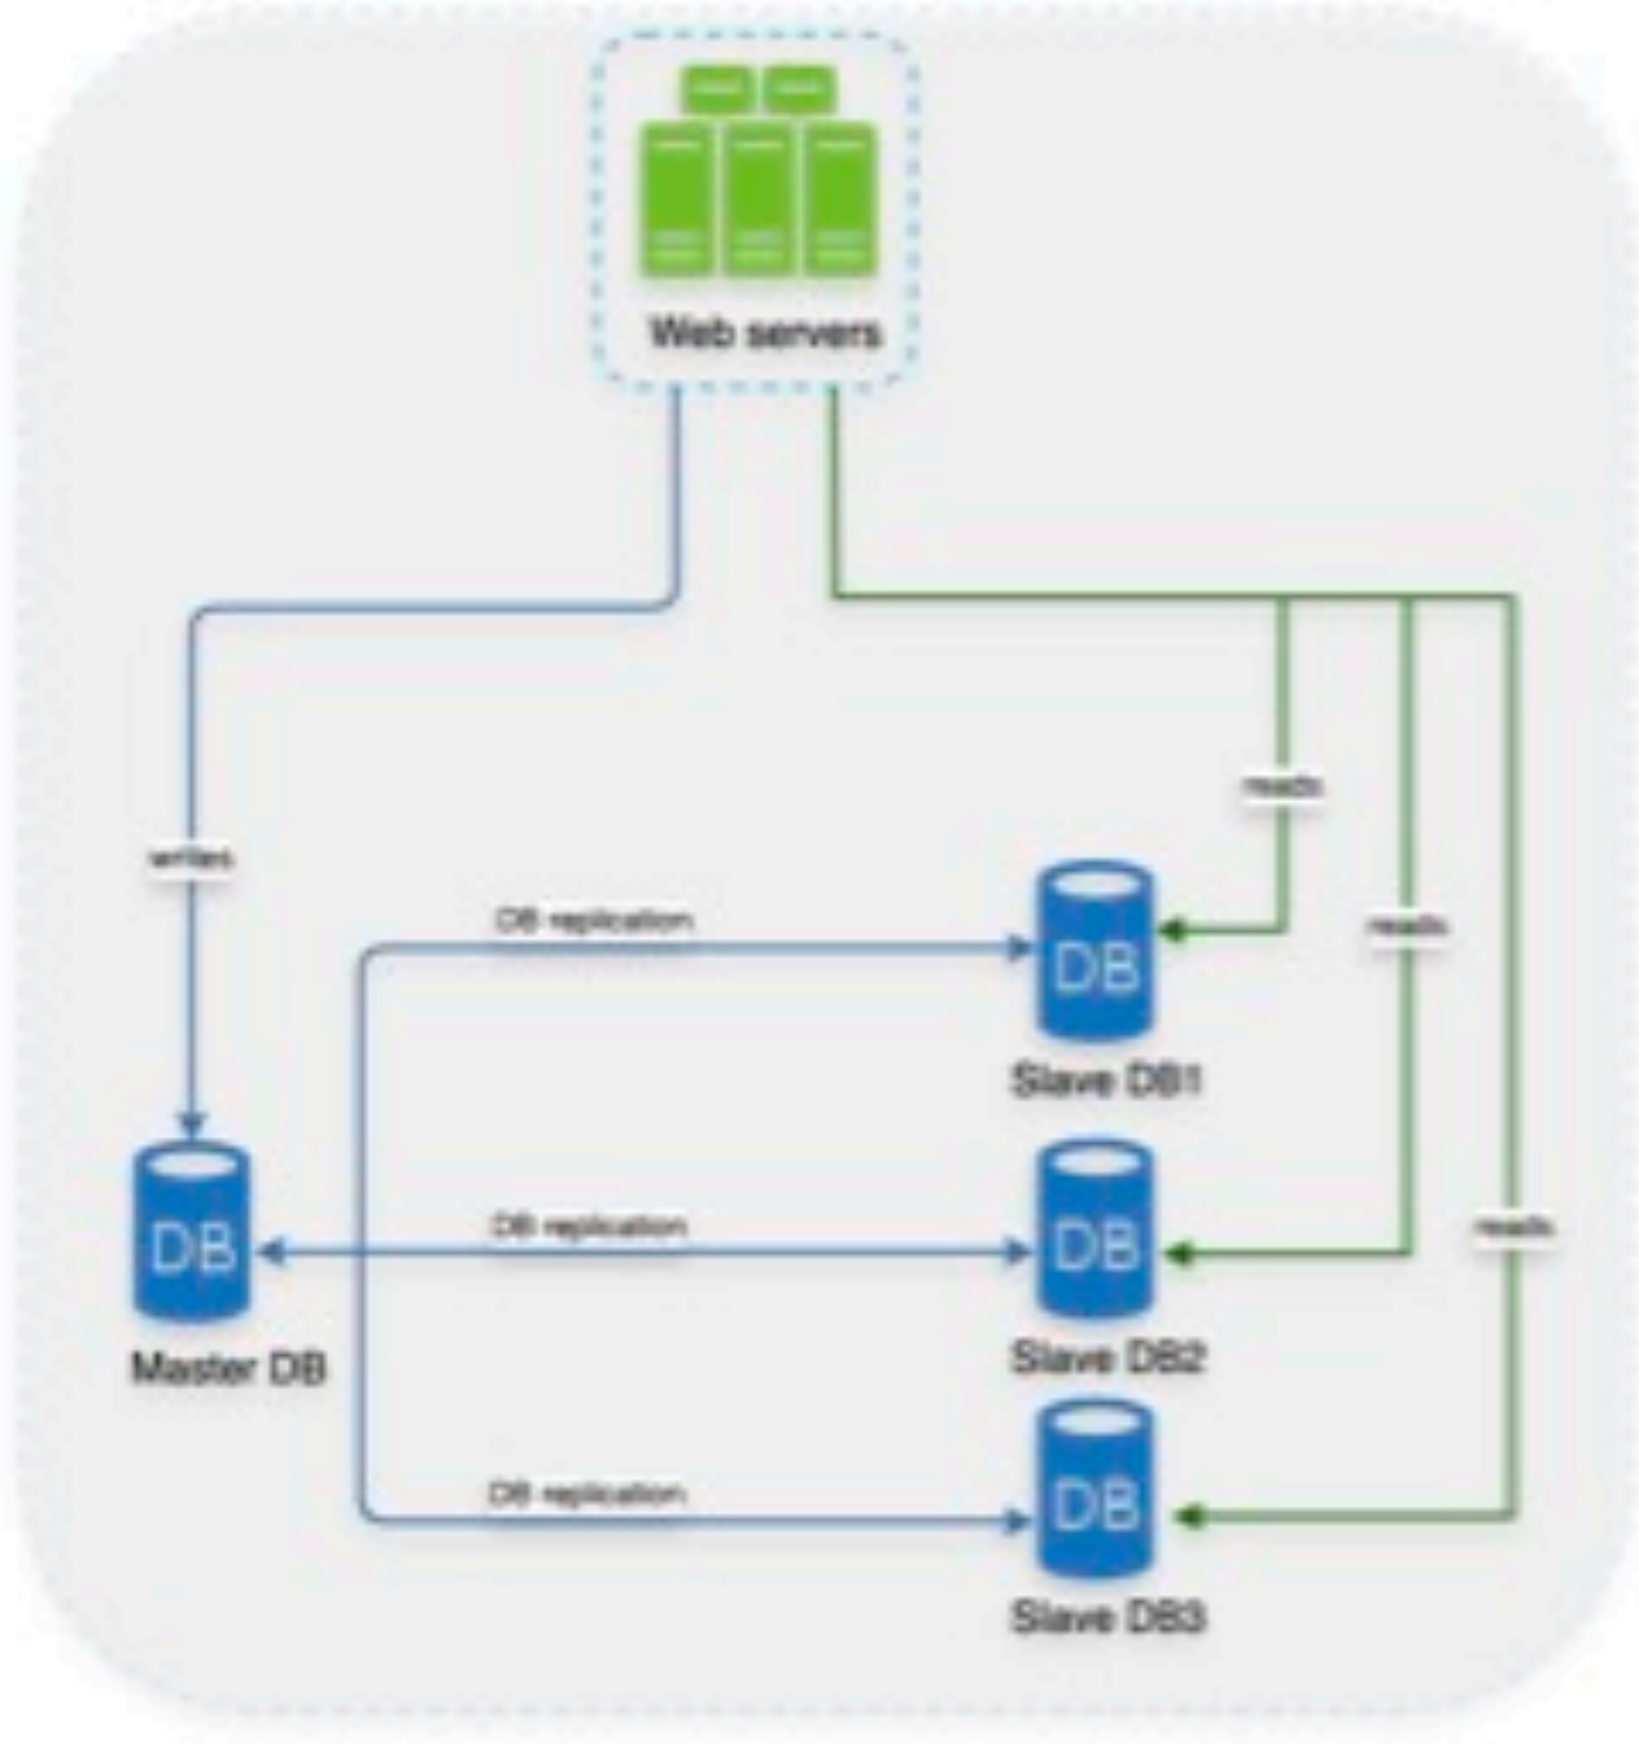 Web servers
reads
writes
DB replication
reads
DB
Slave DB1
DB replication
reads
DB
DB
Master DB
Slave DB2
DB replication
DB
Slave DB3